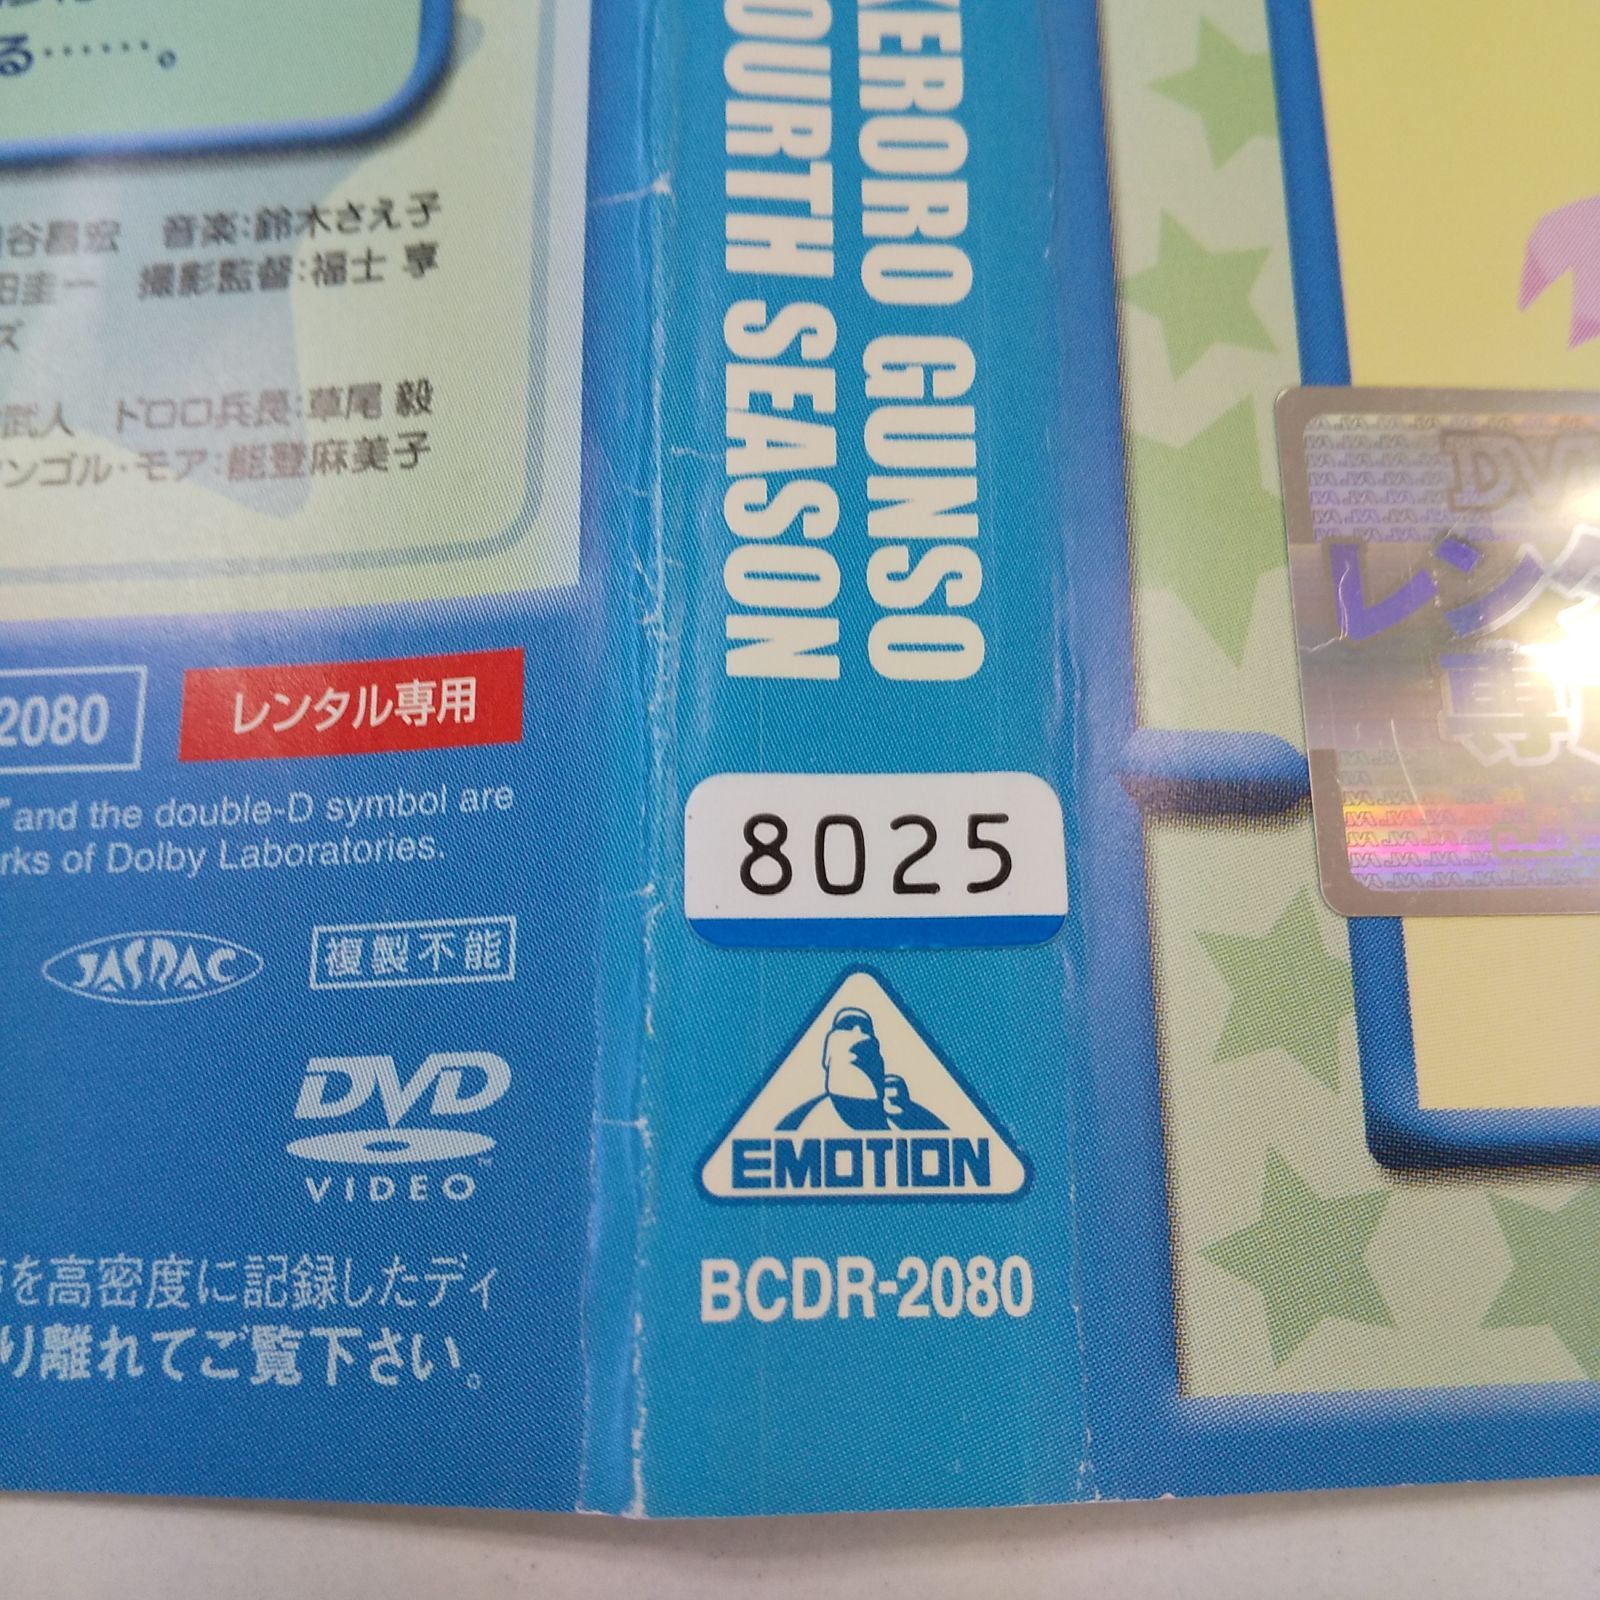 る……。
谷昌宏 音楽:鈴木さえ子
田圭一 撮影監督:福士 享
ズ
武人 ドロロ兵長:草尾 毅
ンゴル・モア:能登麻美子
2080
レンタル専用
and the double-D symbol are
rks of Dolby Laboratories.
JASRAC
複製不能
DVD
VIDEO
を高密度に記録したディ
り離れてご覧下さい。
KERORO GUNSO
OURTH SEASON
8025
EMOTION
BCDR-2080
DV
レン
専